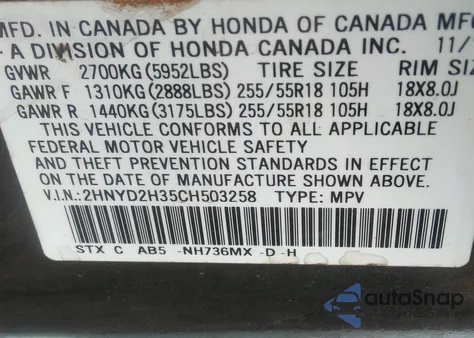 MFD. IN CANADA BY HONDA OF CANADA MFG
A DIVISION OF HONDA CANADA INC. 11/
GVWR 2700KG(5952LBS) TIRE SIZE RIM SIZ
GAWR F 1310KG(2888LBS) 255/55R18 105H 18X8.0J
GAWR R 1440KG(3175LBS) 255/55R18 105H 18X8.0J
THIS VEHICLE CONFORMS TO ALL APPLICABLE
FEDERAL MOTOR VEHICLE SAFETY
AND THEFT PREVENTION STANDARDS IN EFFECT
ON THE DATE OF MANUFACTURE SHOWN ABOVE.
V.I.N.:2HNYD2H35CH503258 TYPE: MPV
STX C AB5 -NH736MX -D -H
autoSnap